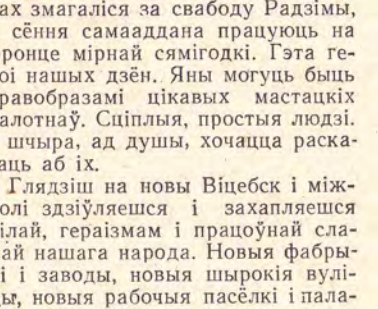 ах змагаліся за свабоду Радзімы,
сёння самааддана працуюць на
ронце мірнай сямігодкі. Гэта ге-
оі нашых дзён. Яны могуць быць
равобразамі цікавых мастацкіх
алотнаў. Сціплыя, простыя людзі.
шчыра, ад душы, хочацца раска-
аць аб іх.
Глядзіш на новы Віцебск і між-
олі здзіўляешся і захапляешся
ілай, гераізмам і працоўнай сла-
ай нашага народа. Новыя фабры-
і і заводы, новыя шырокія вулі-
цы, новыя рабочыя пасёлкі і пала-